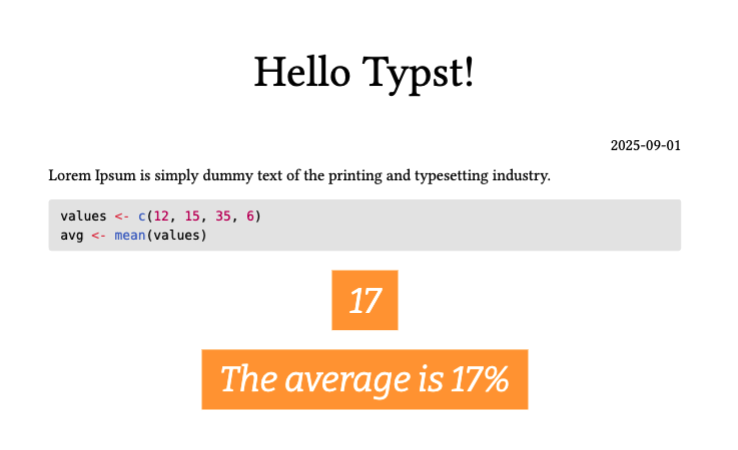 Hello Typst!
2025-09-01
Lorem Ipsum is simply dummy text of the printing and typesetting industry.
values <- c(12, 15, 35, 6)
avg <- mean(values)
17
The average is 17%